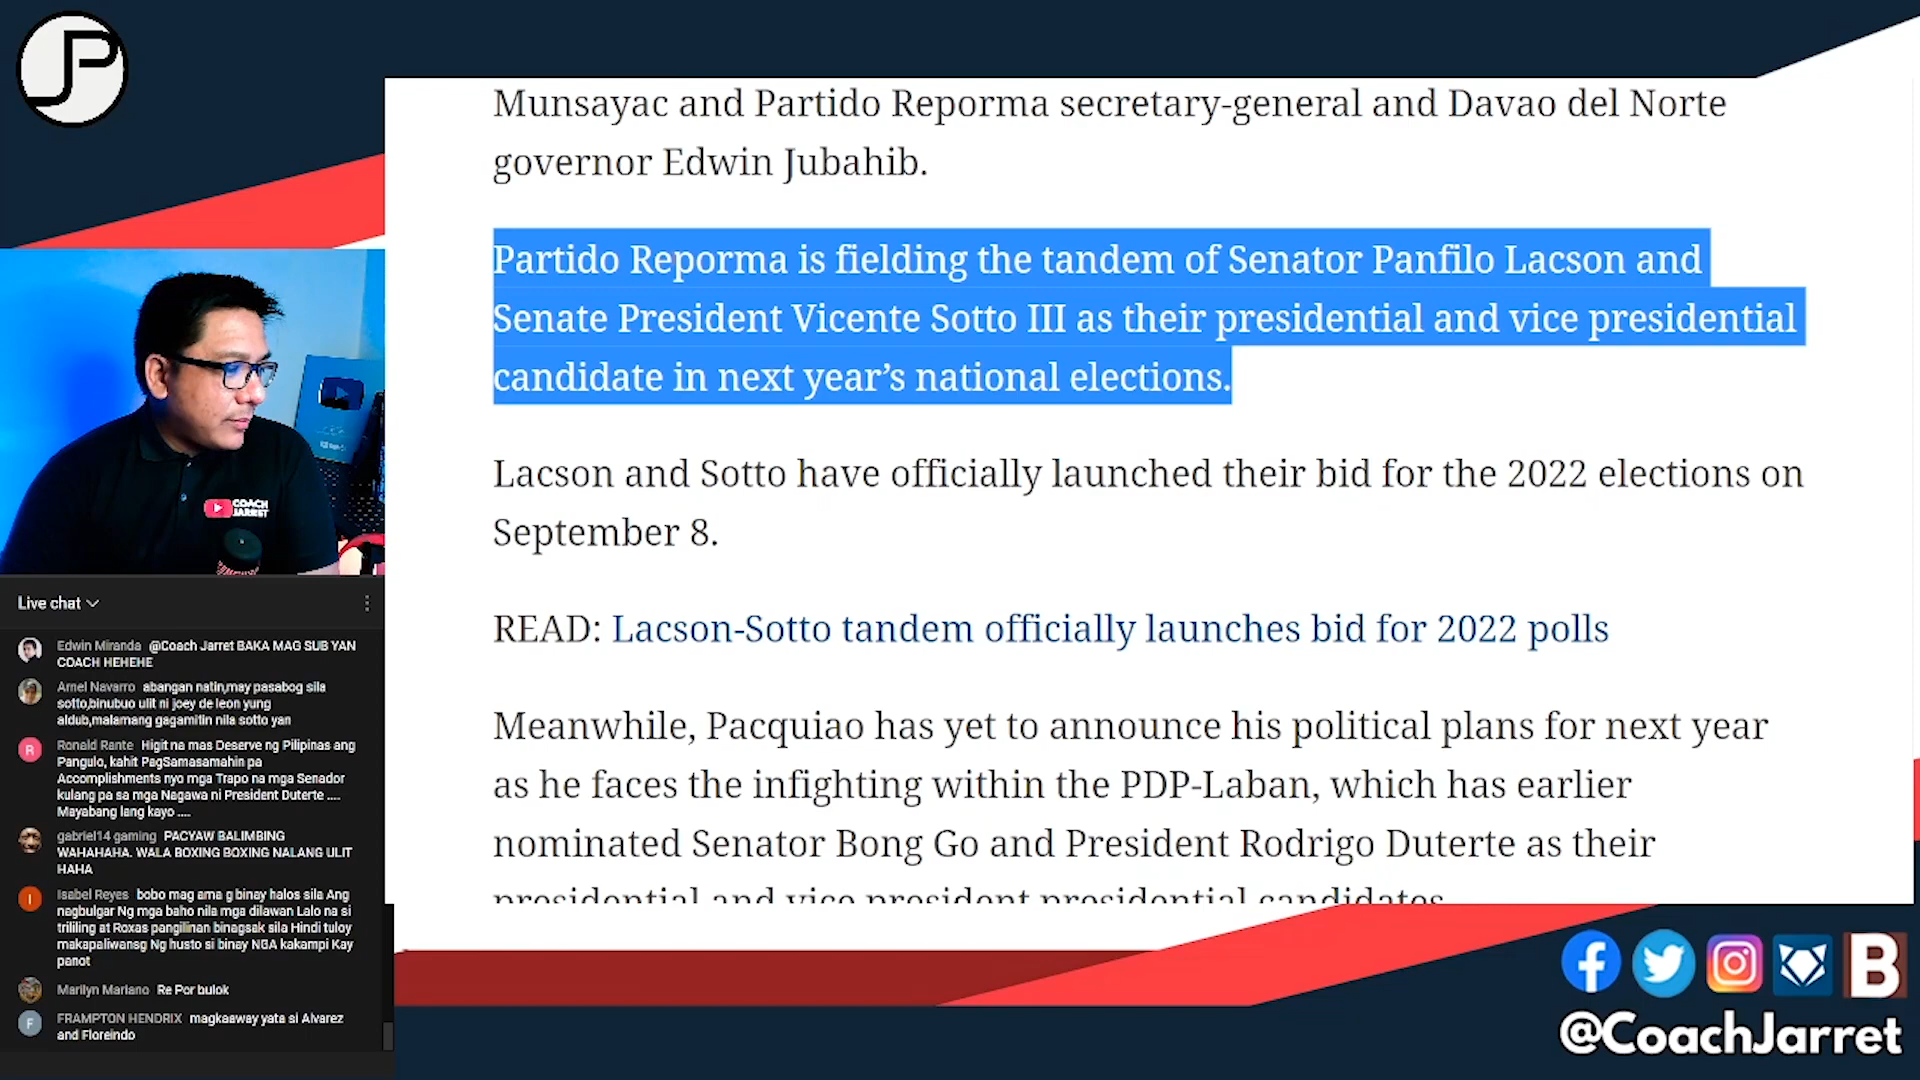 JP
Munsayac and Partido Reporma secretary-general and Davao del Norte
governor Edwin Jubahib.
Partido Reporma is fielding the tandem of Senator Panfilo Lacson and
Senate President Vicente Sotto III as their presidential and vice presidential
candidate in next year’s national elections.
Lacson and Sotto have officially launched their bid for the 2022 elections on
September 8.
READ: Lacson-Sotto tandem officially launches bid for 2022 polls
Meanwhile, Pacquiao has yet to announce his political plans for next year
as he faces the infighting within the PDP-Laban, which has earlier
nominated Senator Bong Go and President Rodrigo Duterte as their
presidential and vice president presidential candidates.
COACH
JARRET
Live chat
Edwin Miranda @Coach Jarret BAKA MAG SUB YAN
COACH HEHEHE
Arnel Navarro abangan natin,may pasabog sila
sotto,binubuo ulit ni joey de leon yung
aldub,malamang gagamitin nila sotto yan
R
Ronald Rante Higit na mas Deserve ng Pilipinas ang
Pangulo, kahit PagSamasamahin pa
Accomplishments nyo mga Trapo na mga Senador
kulang pa sa mga Nagawa ni President Duterte ....
Mayabang lang kayo ....
gabriel14 gaming PACYAW BALIMBING
WAHAHAHA. WALA BOXING BOXING NALANG ULIT
HAHA
I
Isabel Reyes bobo mag ama g binay halos sila Ang
nagbulgar Ng mga baho nila mga dilawan Lalo na si
trililing at Roxas pangilinan binagsak sila Hindi tuloy
makapaliwansg Ng husto si binay NGA kakampi Kay
panot
Marilyn Mariano Re Por bulok
F
FRAMPTON HENDRIX magkaaway yata si Alvarez
and Floreindo
B
@CoachJarret